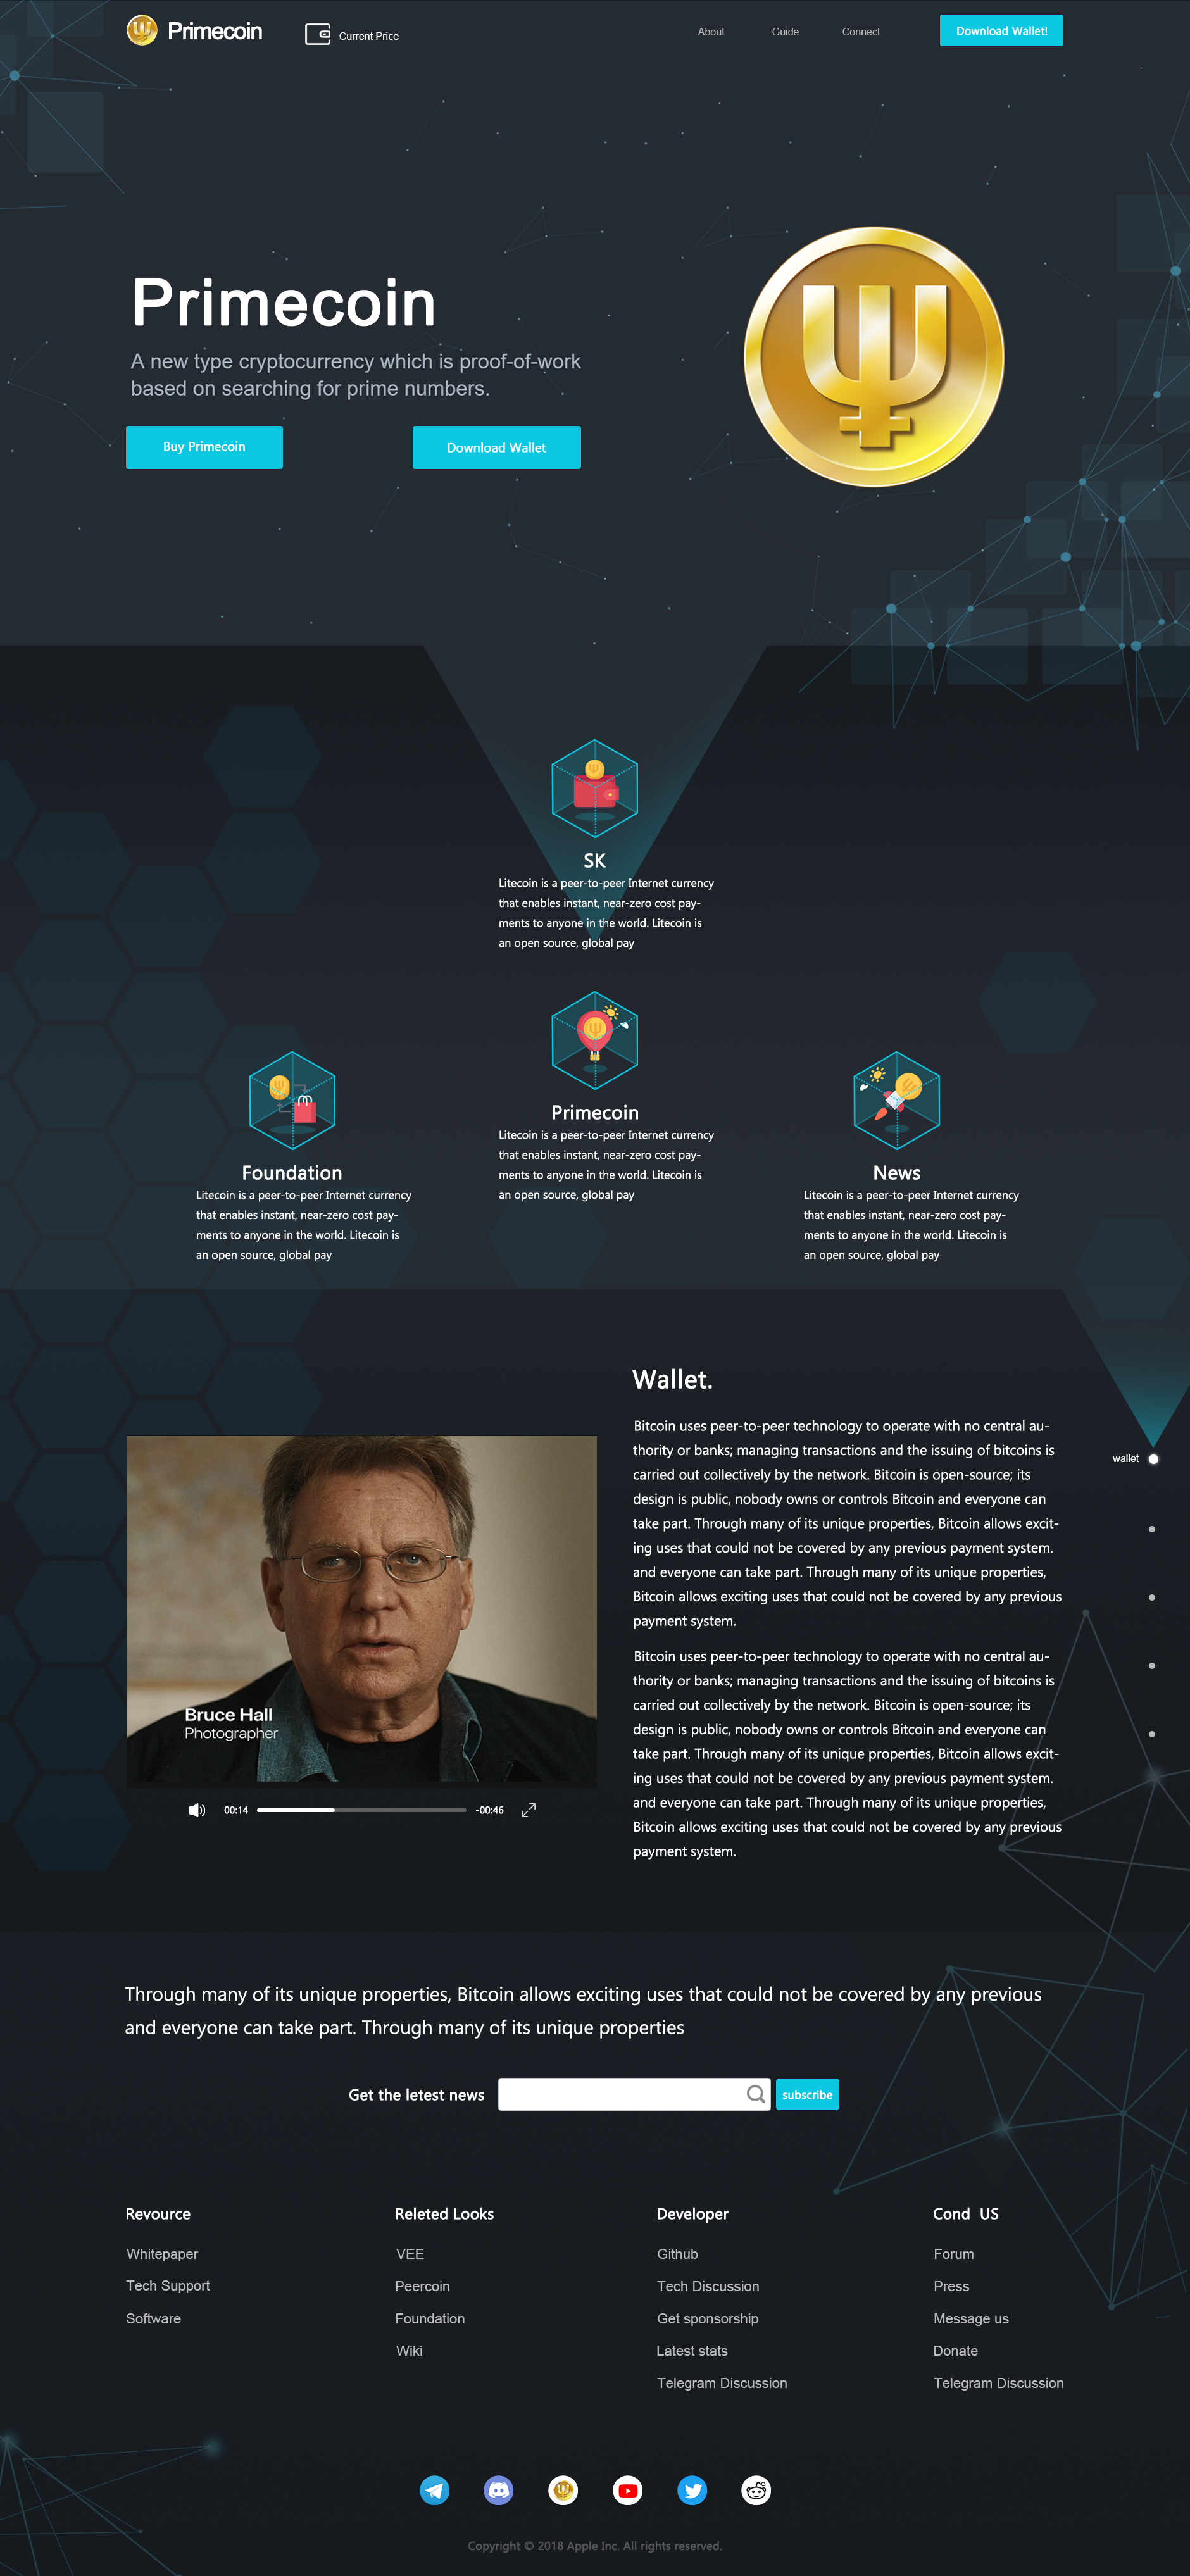 Primecoin
Current Price
About
Guide
Connect
Download Wallet!
Primecoin
A new type cryptocurrency which is proof-of-work
based on searching for prime numbers.
Buy Primecoin
Download Wallet
SK
Litecoin is a peer-to-peer Internet currency
that enables instant, near-zero cost pay-
ments to anyone in the world. Litecoin is
an open source, global pay
Primecoin
Litecoin is a peer-to-peer Internet currency
that enables instant, near-zero cost pay-
ments to anyone in the world. Litecoin is
an open source, global pay
Foundation
Litecoin is a peer-to-peer Internet currency
that enables instant, near-zero cost pay-
ments to anyone in the world. Litecoin is
an open source, global pay
News
Litecoin is a peer-to-peer Internet currency
that enables instant, near-zero cost pay-
ments to anyone in the world. Litecoin is
an open source, global pay
Wallet.
Bitcoin uses peer-to-peer technology to operate with no central au-
thority or banks; managing transactions and the issuing of bitcoins is
carried out collectively by the network. Bitcoin is open-source; its
design is public, nobody owns or controls Bitcoin and everyone can
take part. Through many of its unique properties, Bitcoin allows excit-
ing uses that could not be covered by any previous payment system.
and everyone can take part. Through many of its unique properties,
Bitcoin allows exciting uses that could not be covered by any previous
payment system.
Bitcoin uses peer-to-peer technology to operate with no central au-
thority or banks; managing transactions and the issuing of bitcoins is
carried out collectively by the network. Bitcoin is open-source; its
design is public, nobody owns or controls Bitcoin and everyone can
take part. Through many of its unique properties, Bitcoin allows excit-
ing uses that could not be covered by any previous payment system.
and everyone can take part. Through many of its unique properties,
Bitcoin allows exciting uses that could not be covered by any previous
payment system.
wallet
Bruce Hall
Photographer
00:14
-00:46
Through many of its unique properties, Bitcoin allows exciting uses that could not be covered by any previous
and everyone can take part. Through many of its unique properties
Get the letest news
subscribe
Revource
Whitepaper
Tech Support
Software
Releted Looks
VEE
Peercoin
Foundation
Wiki
Developer
Github
Tech Discussion
Get sponsorship
Latest stats
Telegram Discussion
Cond US
Forum
Press
Message us
Donate
Telegram Discussion
Copyright © 2018 Apple Inc. All rights reserved.